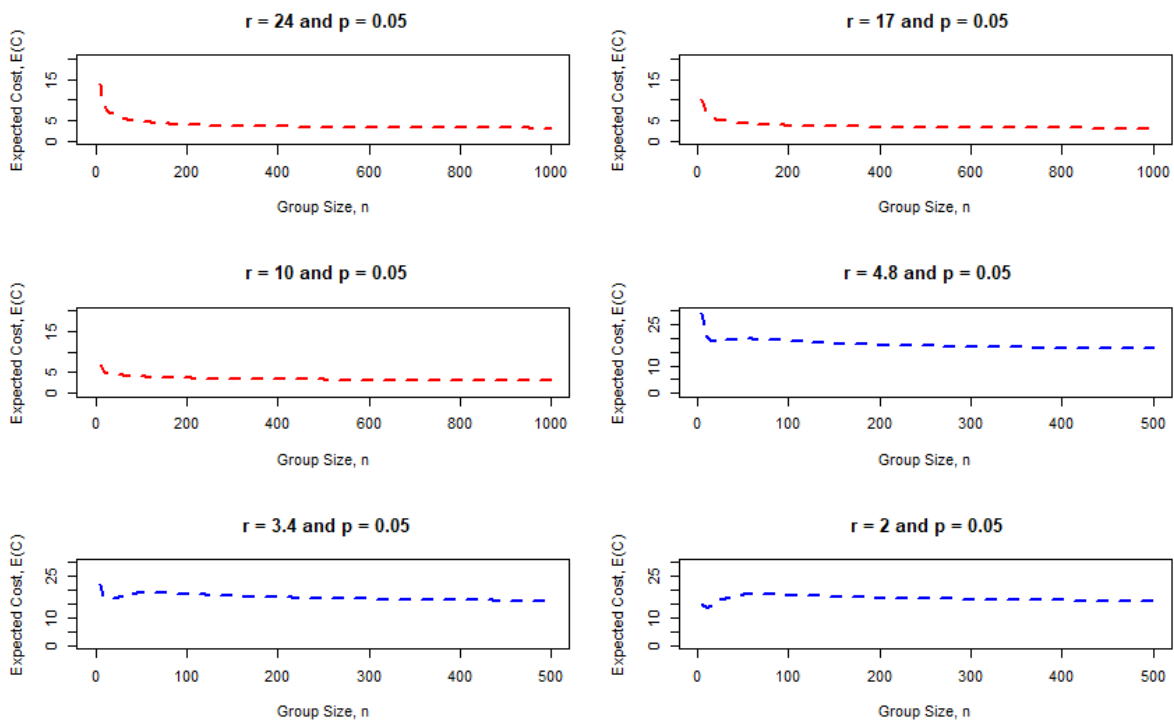 r = 24 and p = 0.05
Expected Cost, E(C)
15
5
0
0 200 400 600 800 1000
Group Size, n
r = 17 and p = 0.05
Expected Cost, E(C)
15
5
0
0 200 400 600 800 1000
Group Size, n
r = 10 and p = 0.05
Expected Cost, E(C)
15
5
0
0 200 400 600 800 1000
Group Size, n
r = 4.8 and p = 0.05
Expected Cost, E(C)
25
10
0
0 100 200 300 400 500
Group Size, n
r = 3.4 and p = 0.05
Expected Cost, E(C)
25
10
0
0 100 200 300 400 500
Group Size, n
r = 2 and p = 0.05
Expected Cost, E(C)
25
10
0
0 100 200 300 400 500
Group Size, n